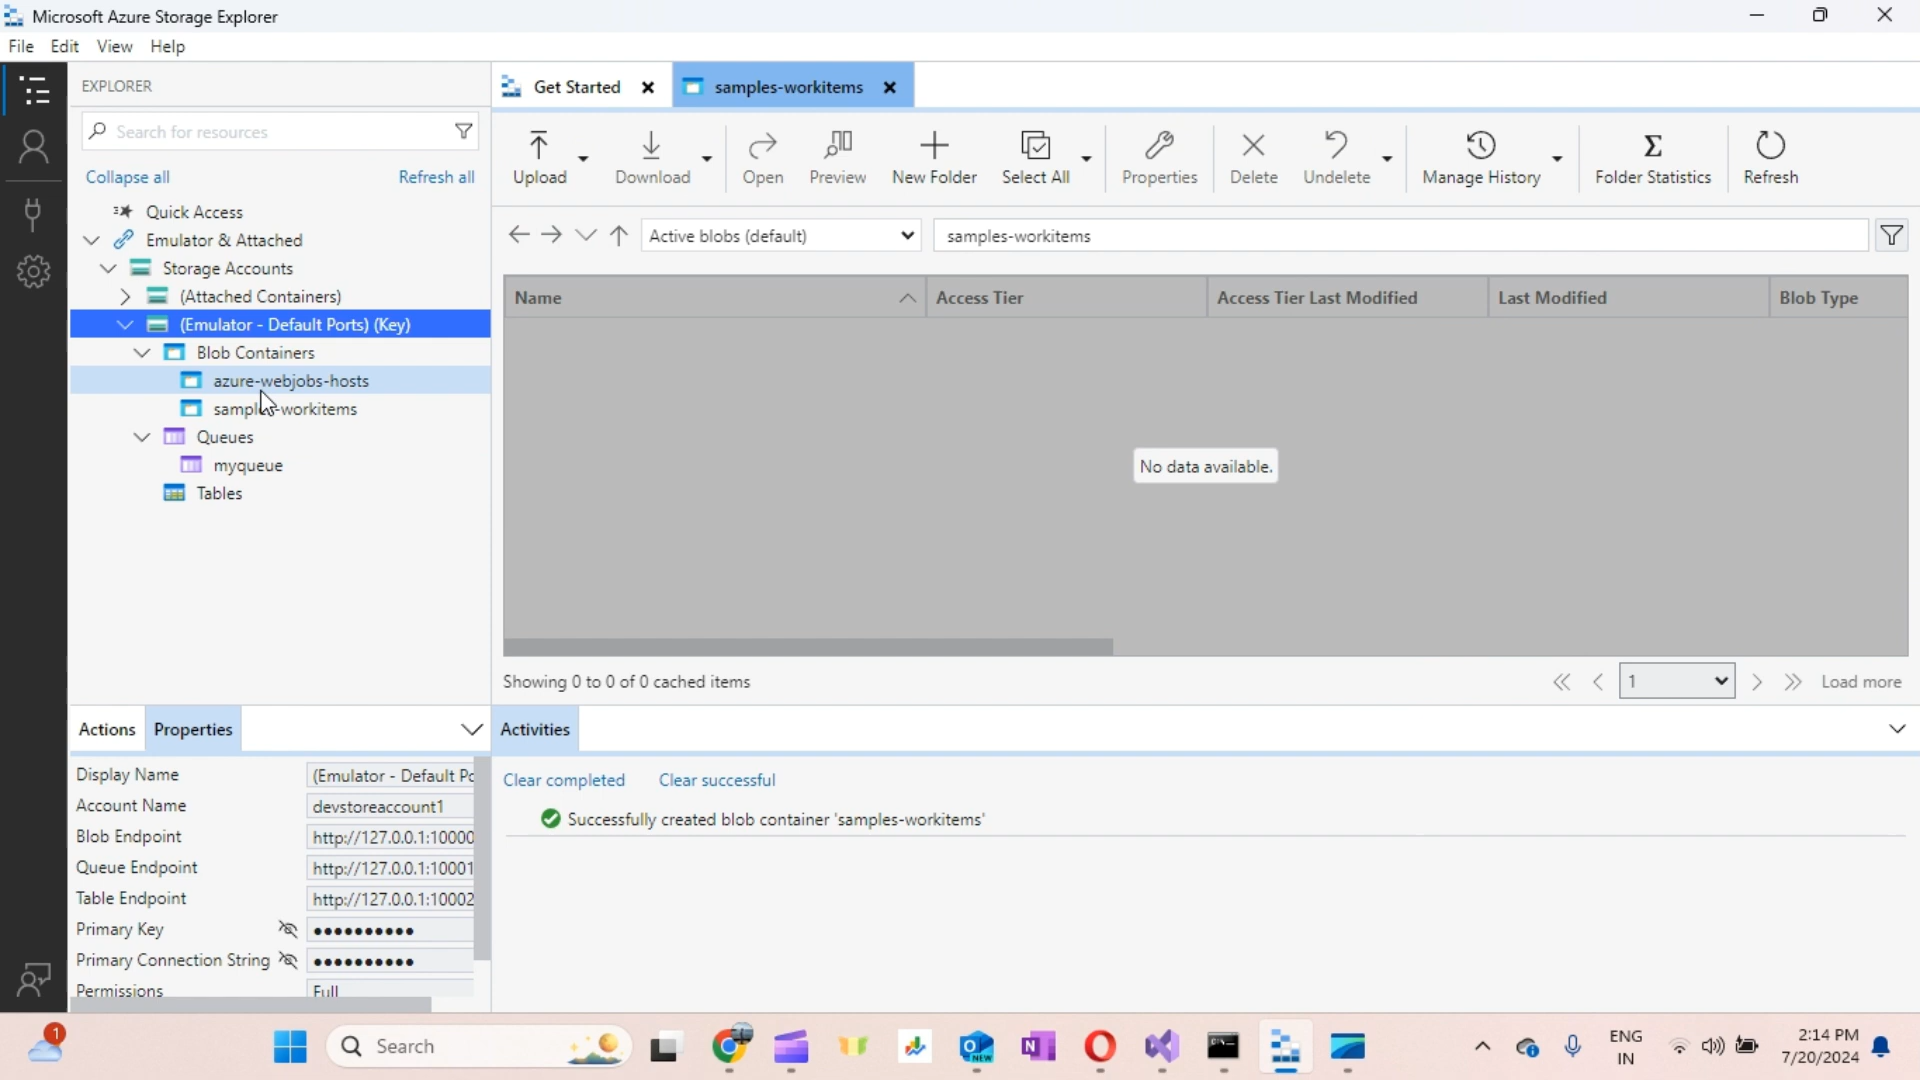 Microsoft Azure Storage Explorer
File Edit View Help
EXPLORER
Search for resources
Collapse all Refresh all
Quick Access
Emulator & Attached
Storage Accounts
(Attached Containers)
(Emulator - Default Ports) (Key)
Blob Containers
azure-webjobs-hosts
samples-workitems
Queues
myqueue
Tables
Get Started samples-workitems
Upload Download Open Preview New Folder Select All Properties Delete Undelete Manage History Folder Statistics Refresh
Active blobs (default) samples-workitems
Name Access Tier Access Tier Last Modified Last Modified Blob Type
No data available.
Showing 0 to 0 of 0 cached items 1 Load more
Actions Properties
Display Name (Emulator - Default Po
Account Name devstoreaccount1
Blob Endpoint http://127.0.0.1:10000
Queue Endpoint http://127.0.0.1:10001
Table Endpoint http://127.0.0.1:10002
Primary Key ●●●●●●●●●●
Primary Connection String ●●●●●●●●●●
Permissions Full
Activities
Clear completed Clear successful
Successfully created blob container 'samples-workitems'
1
Search
NEW
ENG
IN
2:14 PM
7/20/2024